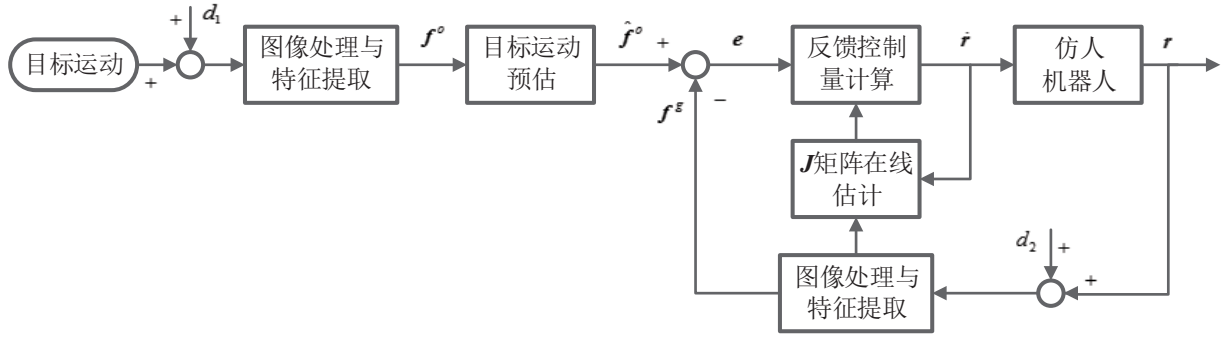 目标运动
+
d₁
+
图像处理与
特征提取
fᵒ
目标运动
预估
f̂ᵒ
+
e
反馈控制
量计算
ṙ
仿人
机器人
r
fᵍ
−
J矩阵在线
估计
图像处理与
特征提取
d₂
+
+